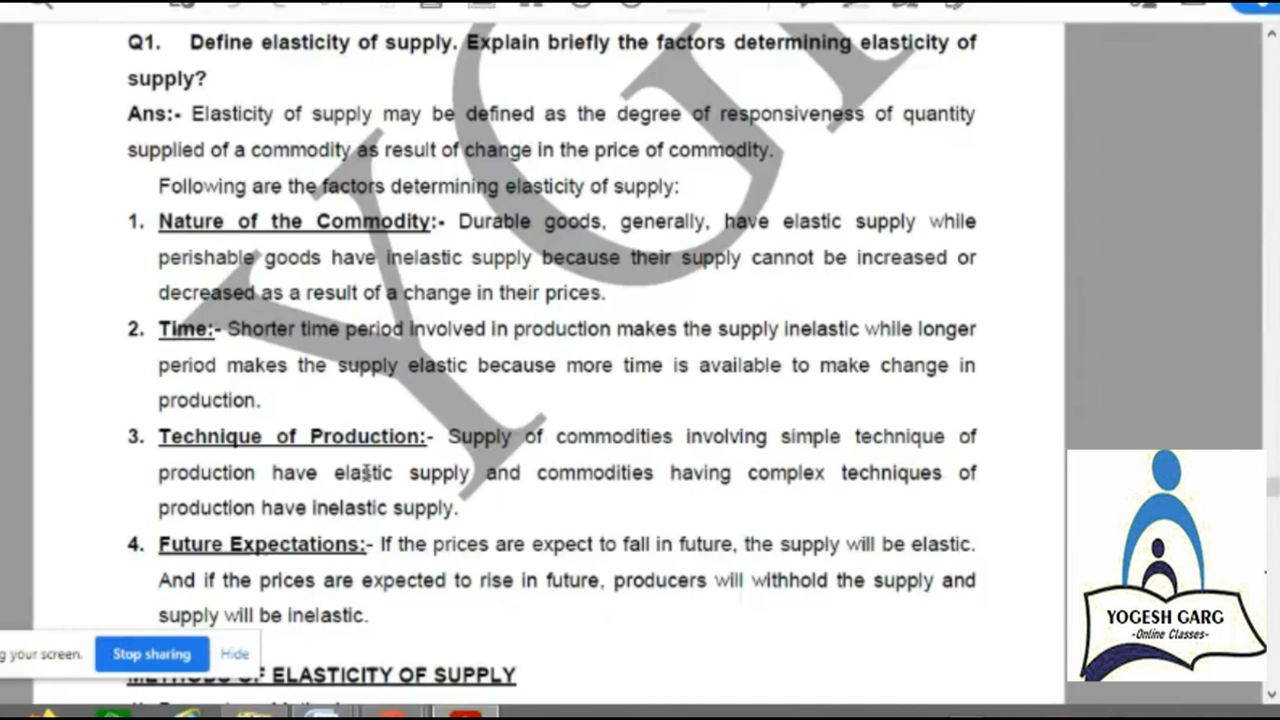 Q1. Define elasticity of supply. Explain briefly the factors determining elasticity of
supply?
Ans:- Elasticity of supply may be defined as the degree of responsiveness of quantity
supplied of a commodity as result of change in the price of commodity.
Following are the factors determining elasticity of supply:
1. Nature of the Commodity:- Durable goods, generally, have elastic supply while
perishable goods have inelastic supply because their supply cannot be increased or
decreased as a result of a change in their prices.
2. Time:- Shorter time period involved in production makes the supply inelastic while longer
period makes the supply elastic because more time is available to make change in
production.
3. Technique of Production:- Supply of commodities involving simple technique of
production have elastic supply and commodities having complex techniques of
production have inelastic supply.
4. Future Expectations:- If the prices are expect to fall in future, the supply will be elastic.
And if the prices are expected to rise in future, producers will withhold the supply and
supply will be inelastic.
YOGESH GARG
-Online Classes-
g your screen. Stop sharing Hide
ELASTICITY OF SUPPLY